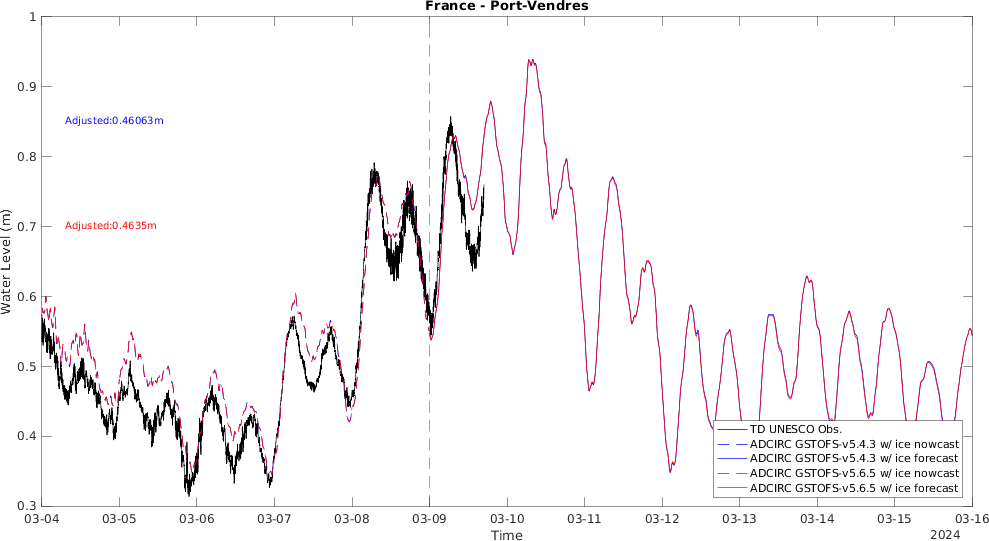 France - Port-Vendres
1
0.9
0.8
0.7
0.6
0.5
0.4
0.3
Water Level (m)
Adjusted:0.46063m
Adjusted:0.4635m
TD UNESCO Obs.
ADCIRC GSTOFS-v5.4.3 w/ ice nowcast
ADCIRC GSTOFS-v5.4.3 w/ ice forecast
ADCIRC GSTOFS-v5.6.5 w/ ice nowcast
ADCIRC GSTOFS-v5.6.5 w/ ice forecast
03-04 03-05 03-06 03-07 03-08 03-09 03-10 03-11 03-12 03-13 03-14 03-15 03-16
Time
2024